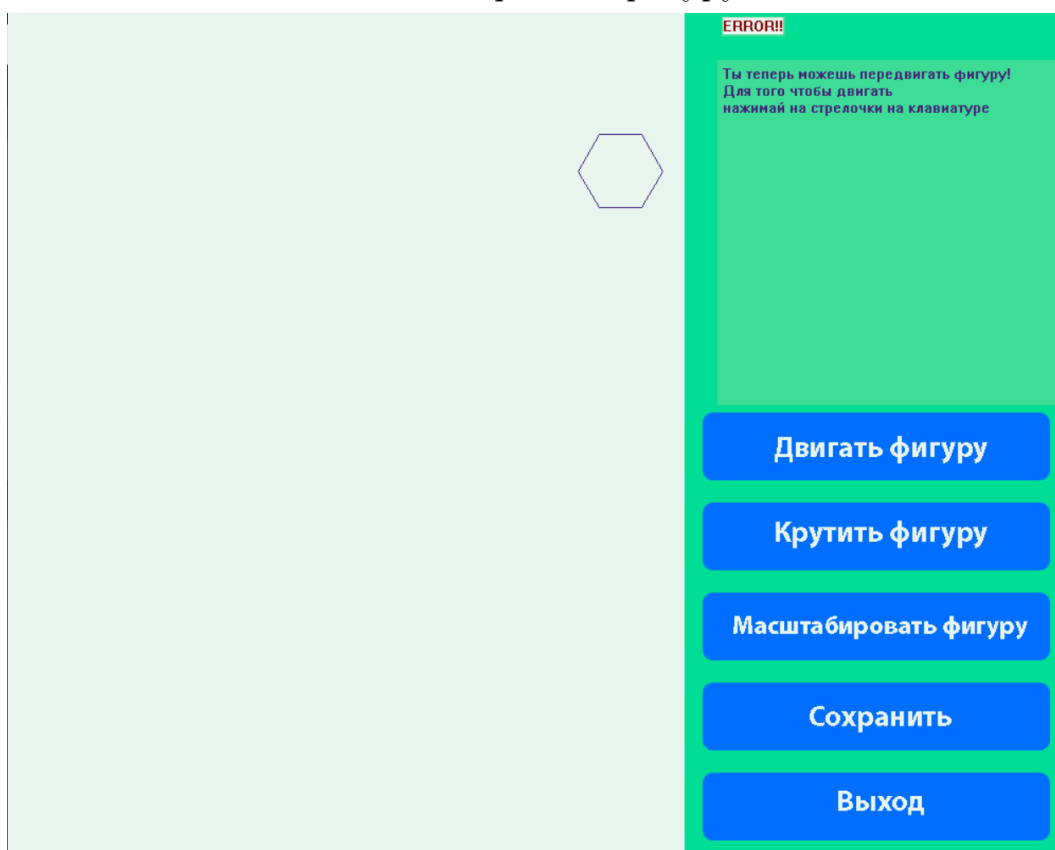 ERROR!!
Ты теперь можешь передвигать фигуру!
Для того чтобы двигать
нажимай на стрелочки на клавиатуре
Двигать фигуру
Крутить фигуру
Масштабировать фигуру
Сохранить
Выход